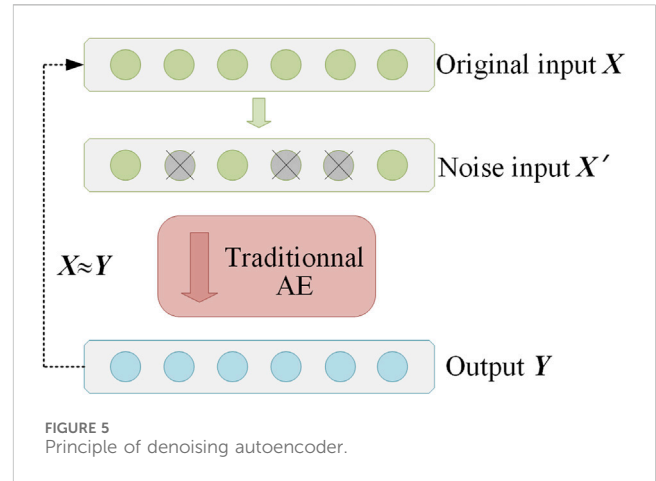 Original input X
Noise input X′
X≈Y
Traditionnal
AE
Output Y
FIGURE 5
Principle of denoising autoencoder.